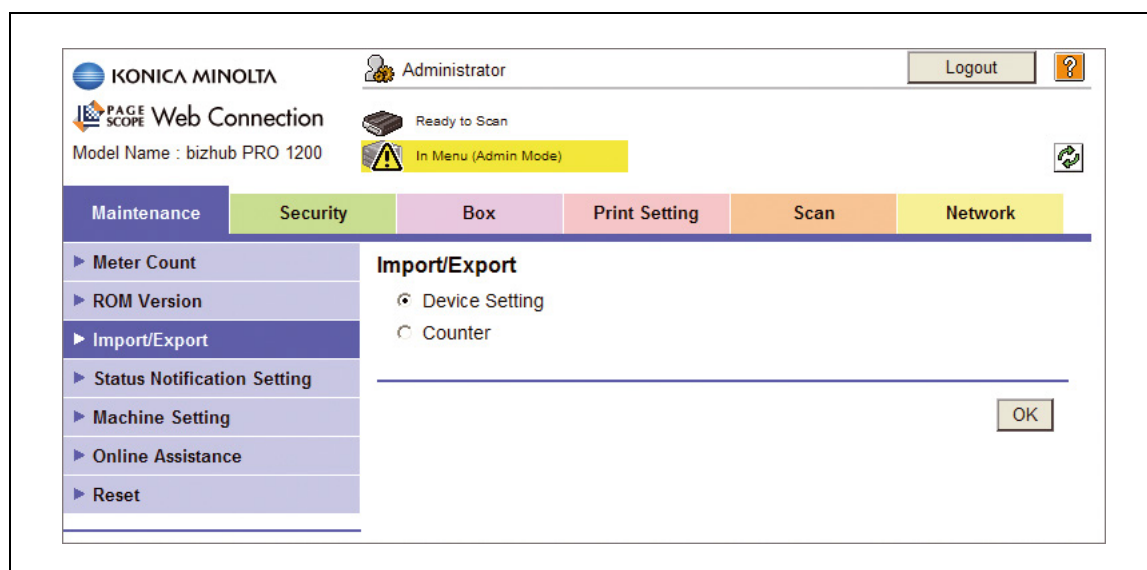 KONICA MINOLTA
Administrator
Logout
?
PAGE SCOPE Web Connection
Ready to Scan
Model Name : bizhub PRO 1200
In Menu (Admin Mode)
Maintenance Security Box Print Setting Scan Network
Meter Count
ROM Version
Import/Export
Status Notification Setting
Machine Setting
Online Assistance
Reset
Import/Export
Device Setting
Counter
OK